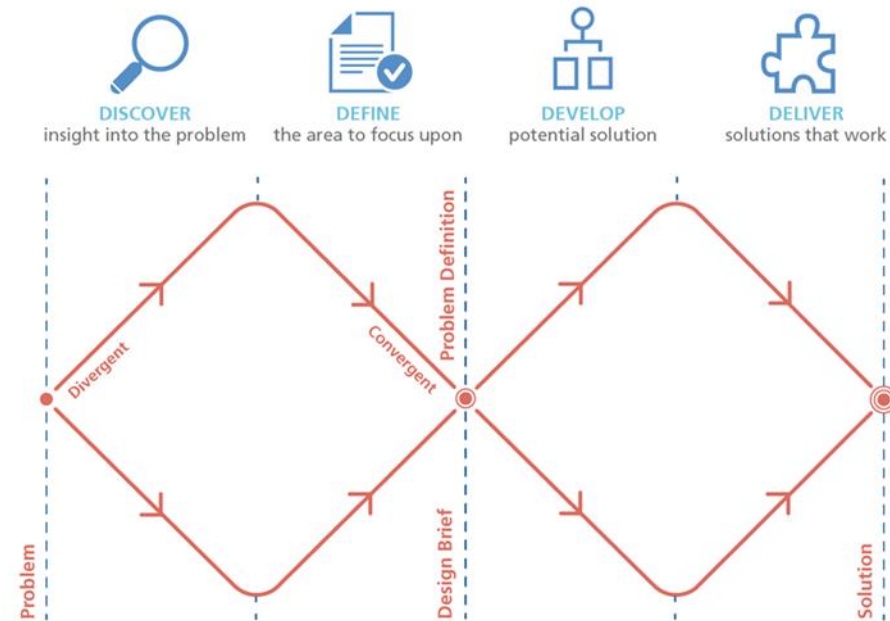 DISCOVER
insight into the problem
DEFINE
the area to focus upon
DEVELOP
potential solution
DELIVER
solutions that work
Divergent
Convergent
Problem Definition
Problem
Design Brief
Solution